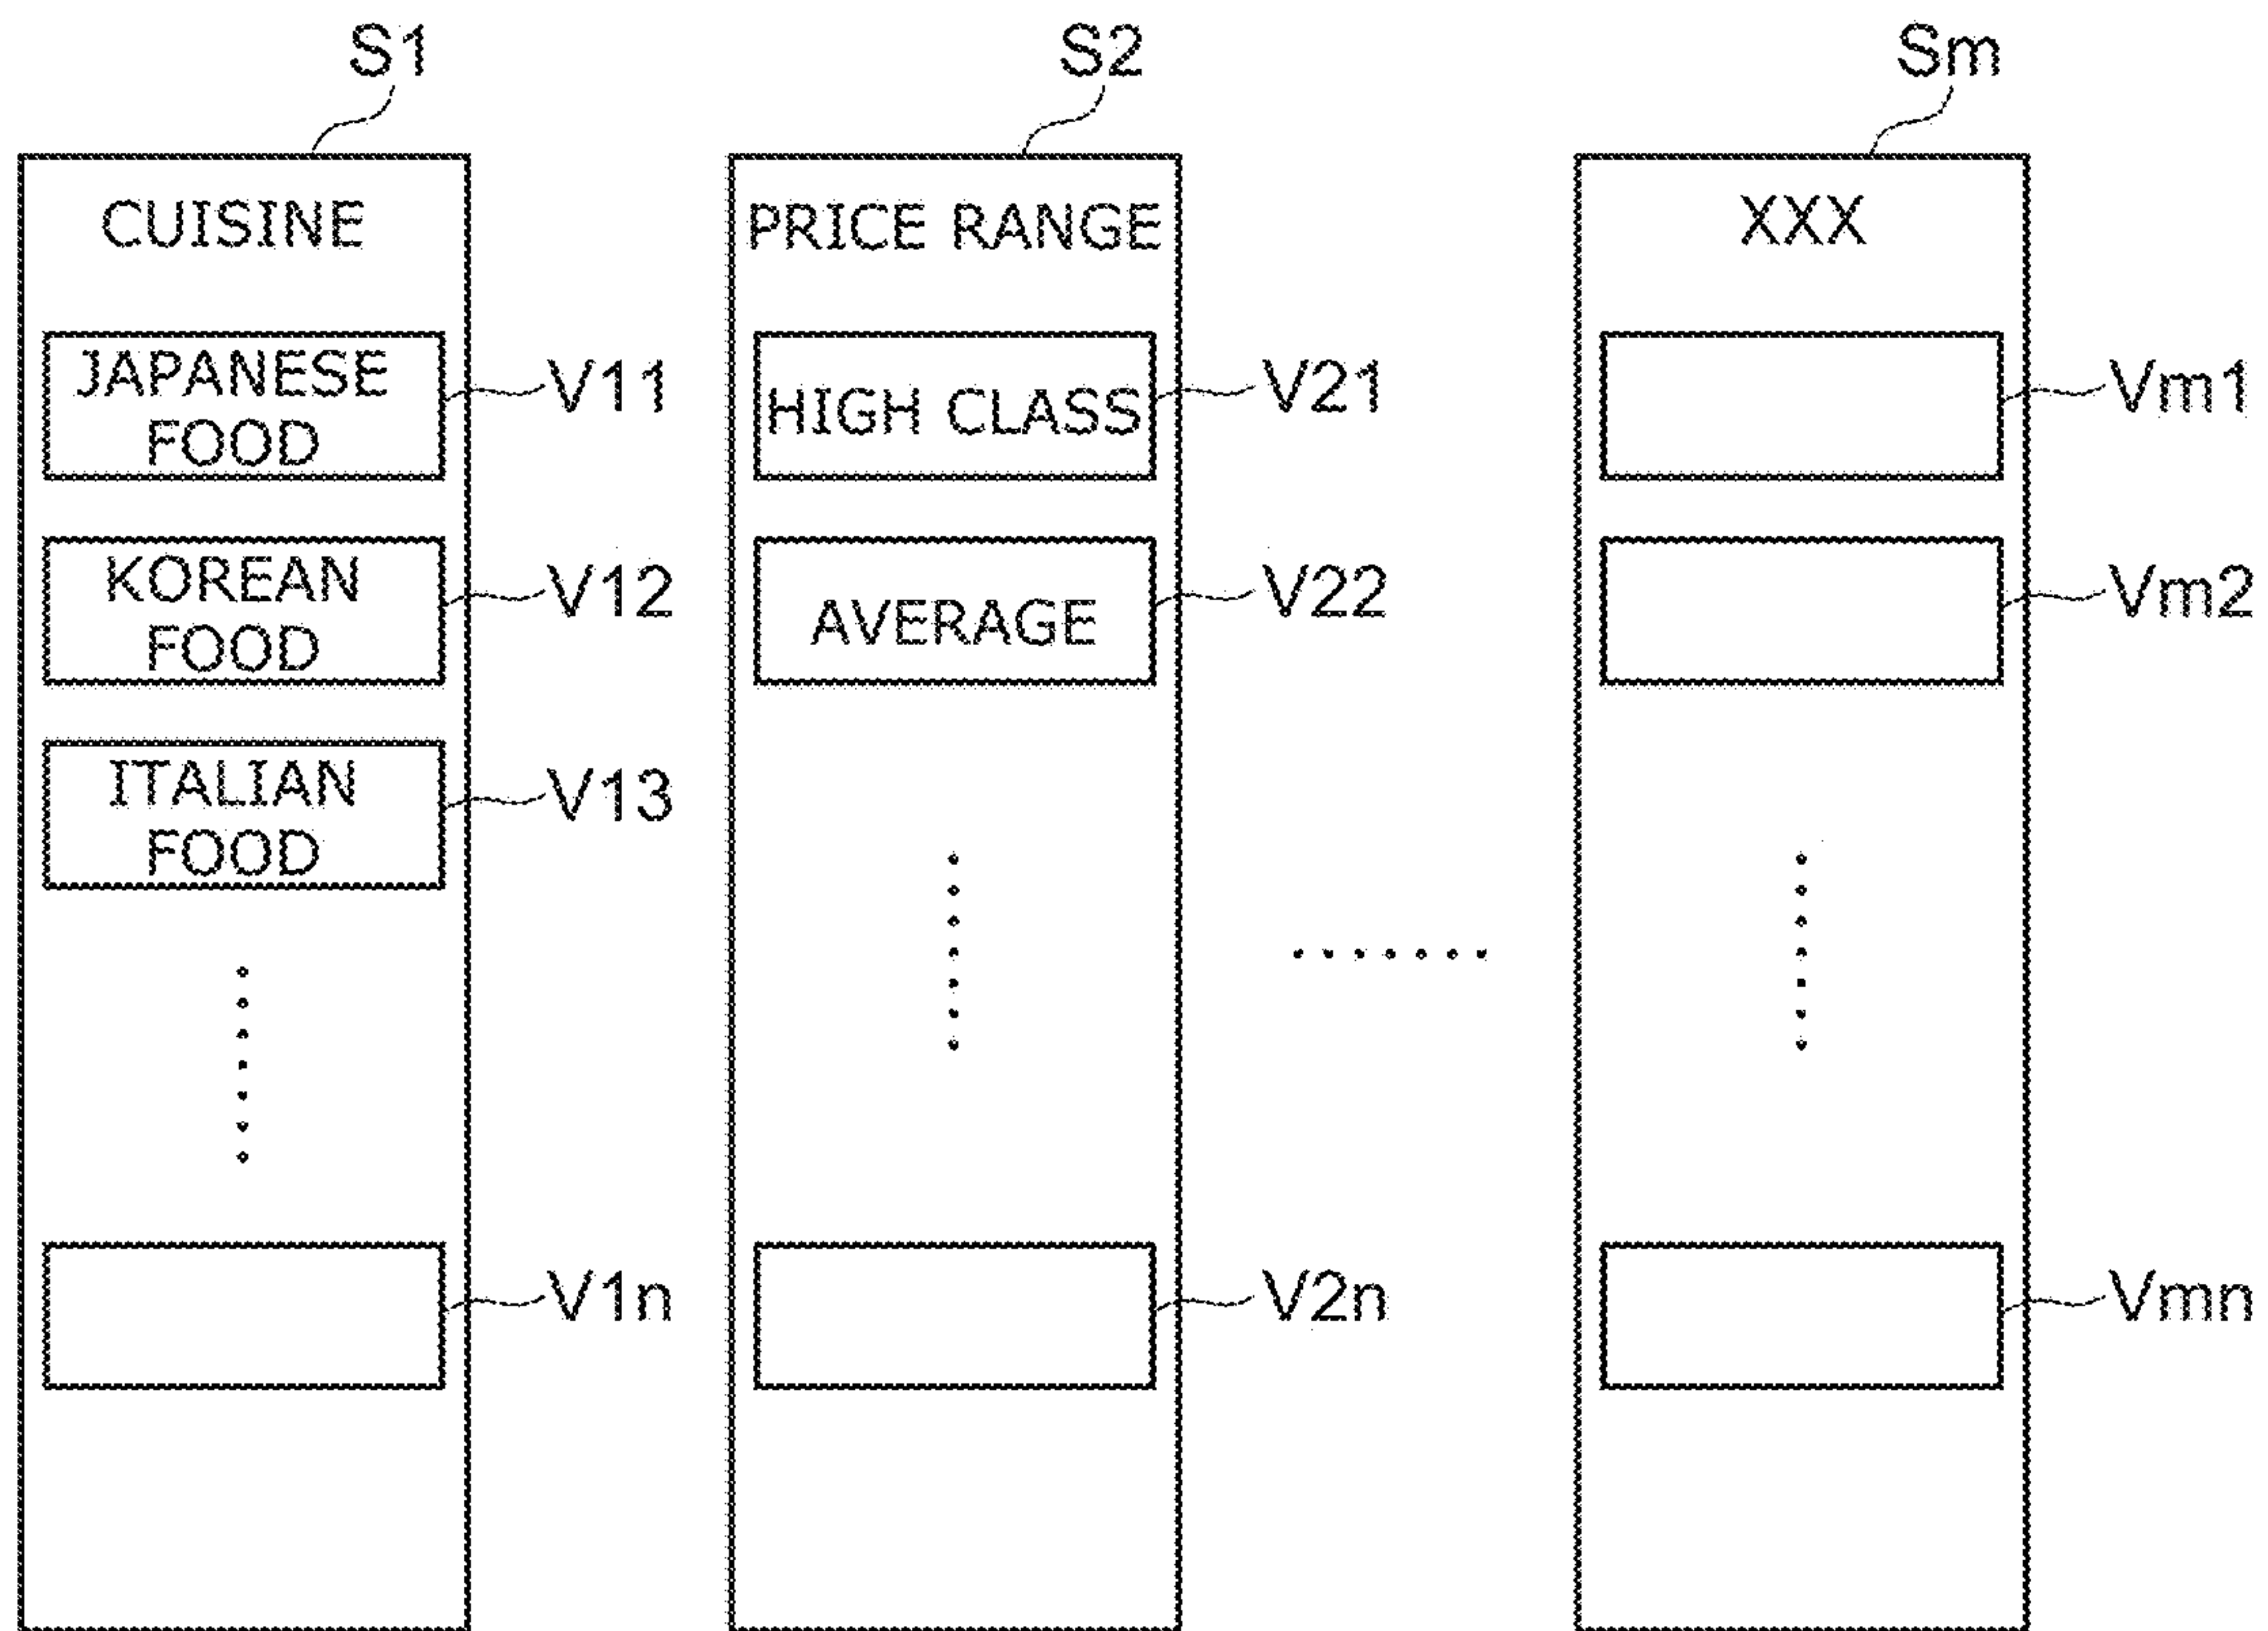 S1
CUISINE
JAPANESE
FOOD
V11
KOREAN
FOOD
V12
ITALIAN
FOOD
V13
V1n
S2
PRICE RANGE
HIGH CLASS
V21
AVERAGE
V22
V2n
Sm
XXX
Vm1
Vm2
Vmn